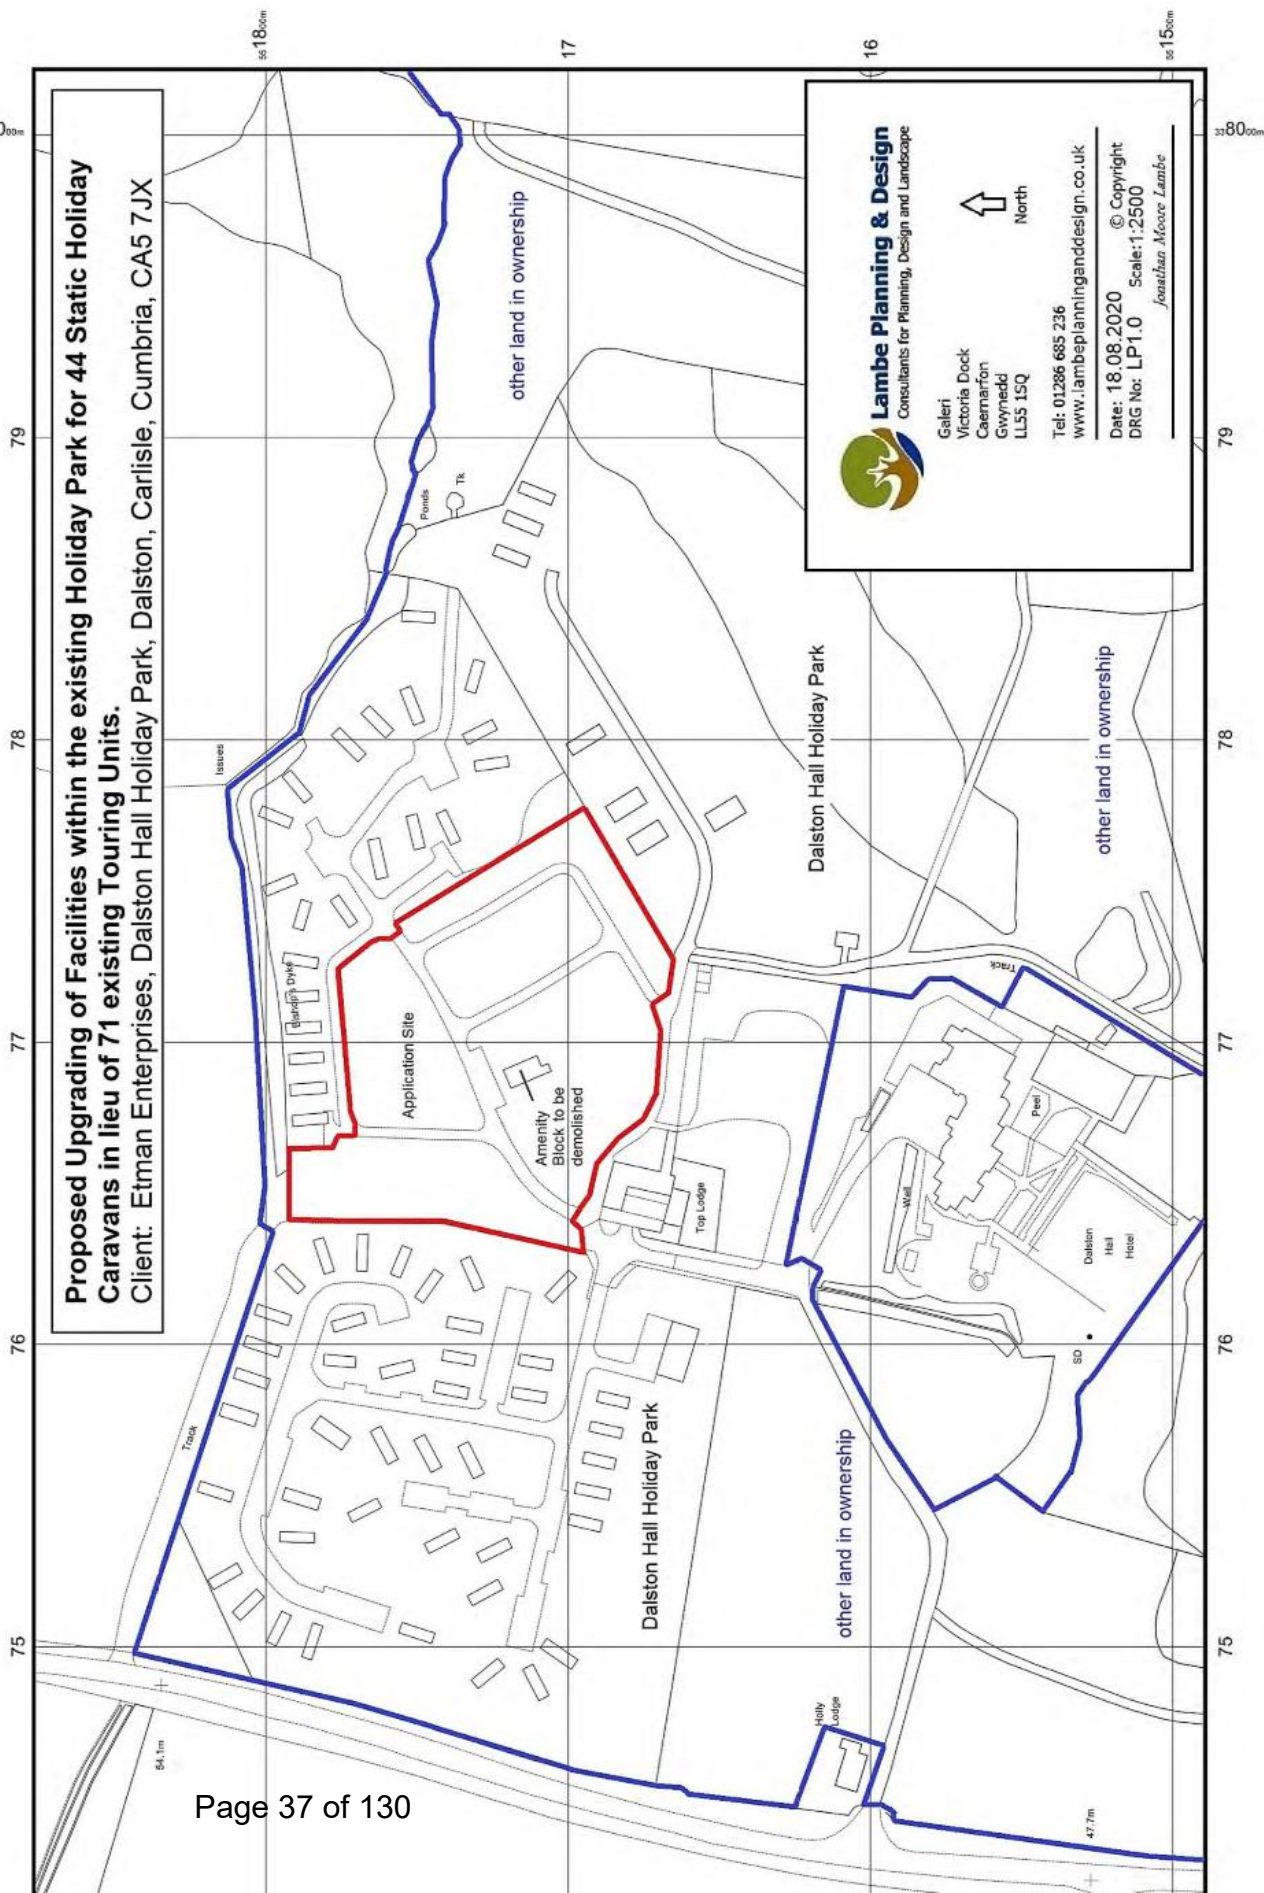 Proposed Upgrading of Facilities within the existing Holiday Park for 44 Static Holiday
Caravans in lieu of 71 existing Touring Units.
Client: Etman Enterprises, Dalston Hall Holiday Park, Dalston, Carlisle, Cumbria, CA5 7JX
75
76
77
78
79
00m
551800m
17
16
551500m
75
76
77
78
79
338000m
54.1m
Track
Issues
Bishop's Dyke
Application Site
Amenity
Block to be
demolished
Ponds
Tk
other land in ownership
Top Lodge
Dalston Hall Holiday Park
Dalston Hall Holiday Park
other land in ownership
other land in ownership
Holly
Lodge
47.7m
Track
Wall
Peel
Dalston
Hall
Hotel
SD
Lambe Planning & Design
Consultants for Planning, Design and Landscape
Galeri
Victoria Dock
Caernarfon
Gwynedd
LL55 1SQ
North
Tel: 01286 685 236
www.lambeplanninganddesign.co.uk
Date: 18.08.2020 © Copyright
DRG No: LP1.0 Scale:1:2500
Jonathan Moore Lambe
Page 37 of 130